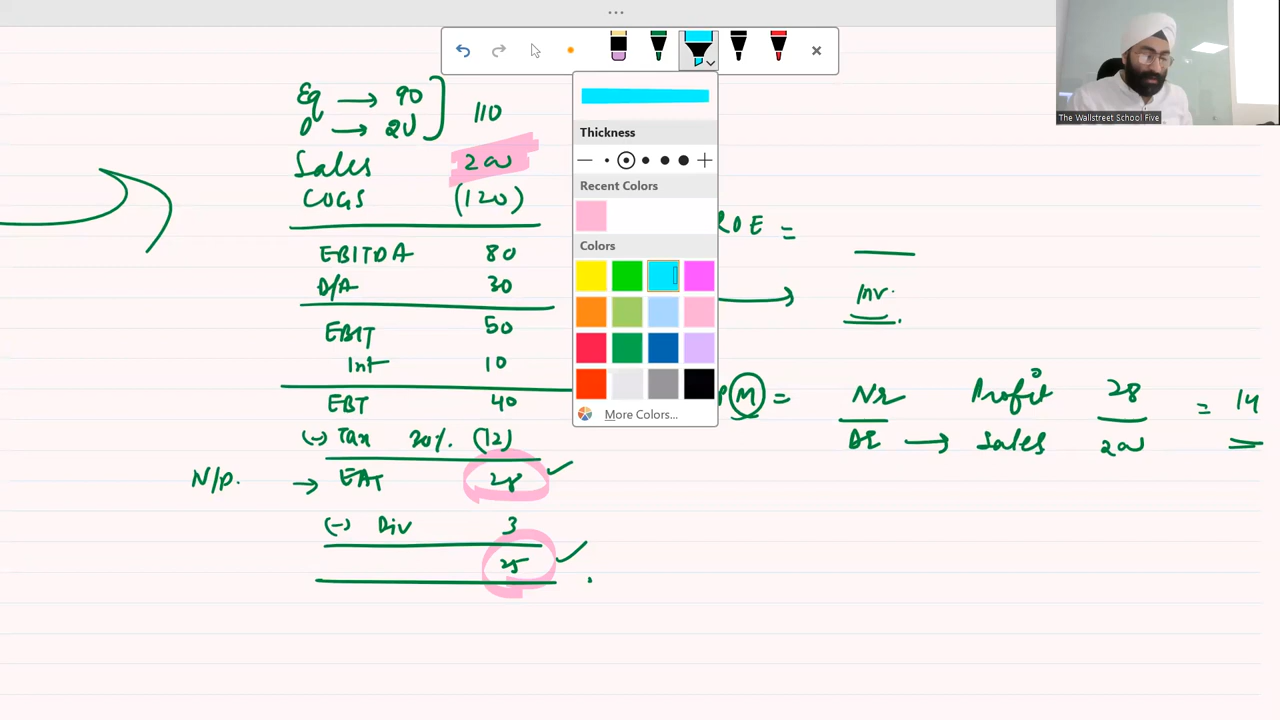 The Wallstreet School Five
Eq → 90
D → 20
110
Sales 200
COGS (120)
EBITDA 80
D/A 30
EBIT 50
Int 10
EBT 40
(-) Tax 30% (12)
N/p. → EAT 28 ✓
(-) Div 3
25 ✓
Thickness
Recent Colors
Colors
More Colors...
ROE =
Inv.
M = Nr Profit 28 = 14
Dr → Sales 200